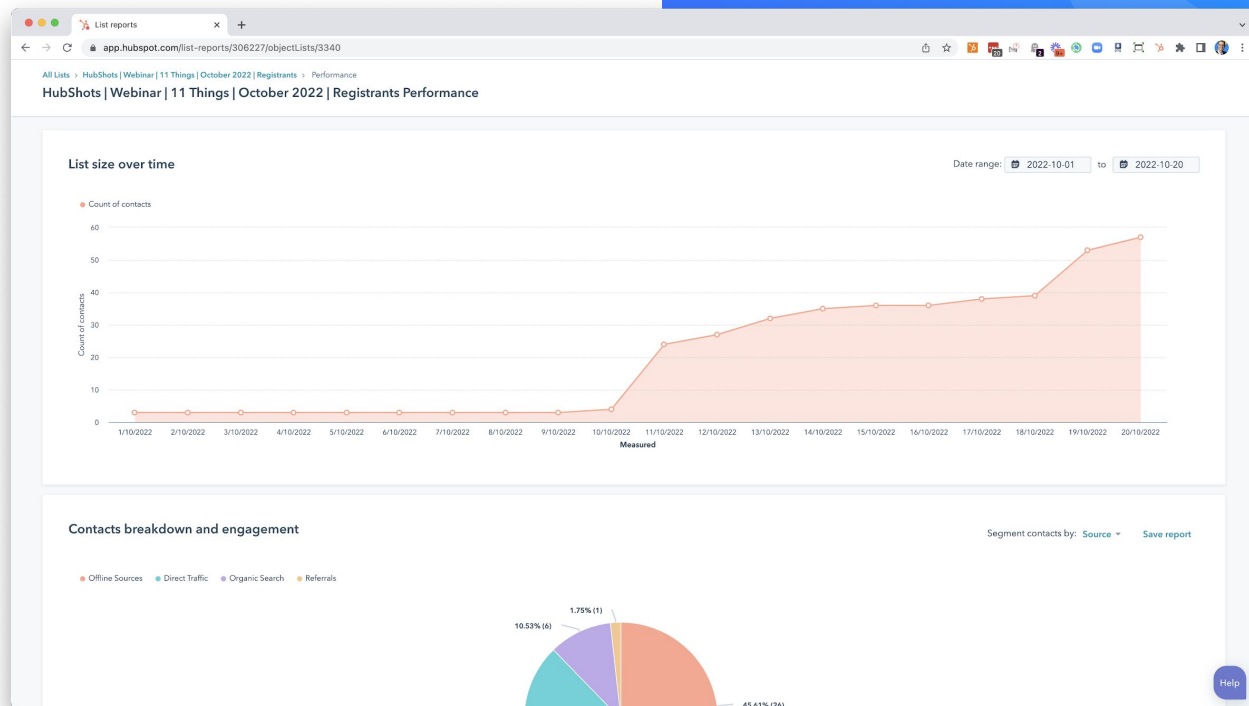 List reports
app.hubspot.com/list-reports/306227/objectLists/3340
20
2
9+
All Lists > HubShots | Webinar | 11 Things | October 2022 | Registrants > Performance
HubShots | Webinar | 11 Things | October 2022 | Registrants Performance
List size over time
Date range: 2022-10-01 to 2022-10-20
Count of contacts
60
50
40
30
20
10
0
Count of contacts
1/10/2022 2/10/2022 3/10/2022 4/10/2022 5/10/2022 6/10/2022 7/10/2022 8/10/2022 9/10/2022 10/10/2022 11/10/2022 12/10/2022 13/10/2022 14/10/2022 15/10/2022 16/10/2022 17/10/2022 18/10/2022 19/10/2022 20/10/2022
Measured
Contacts breakdown and engagement
Segment contacts by: Source Save report
Offline Sources Direct Traffic Organic Search Referrals
1.75% (1)
10.53% (6)
45.61% (26)
Help